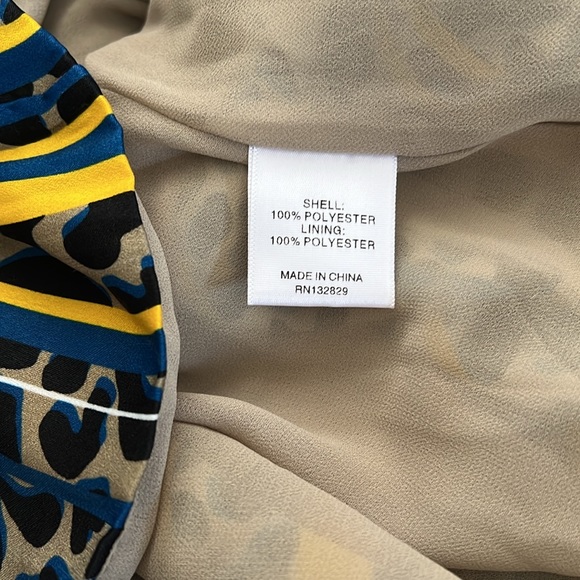 SHELL:
100% POLYESTER
LINING:
100% POLYESTER
MADE IN CHINA
RN132829